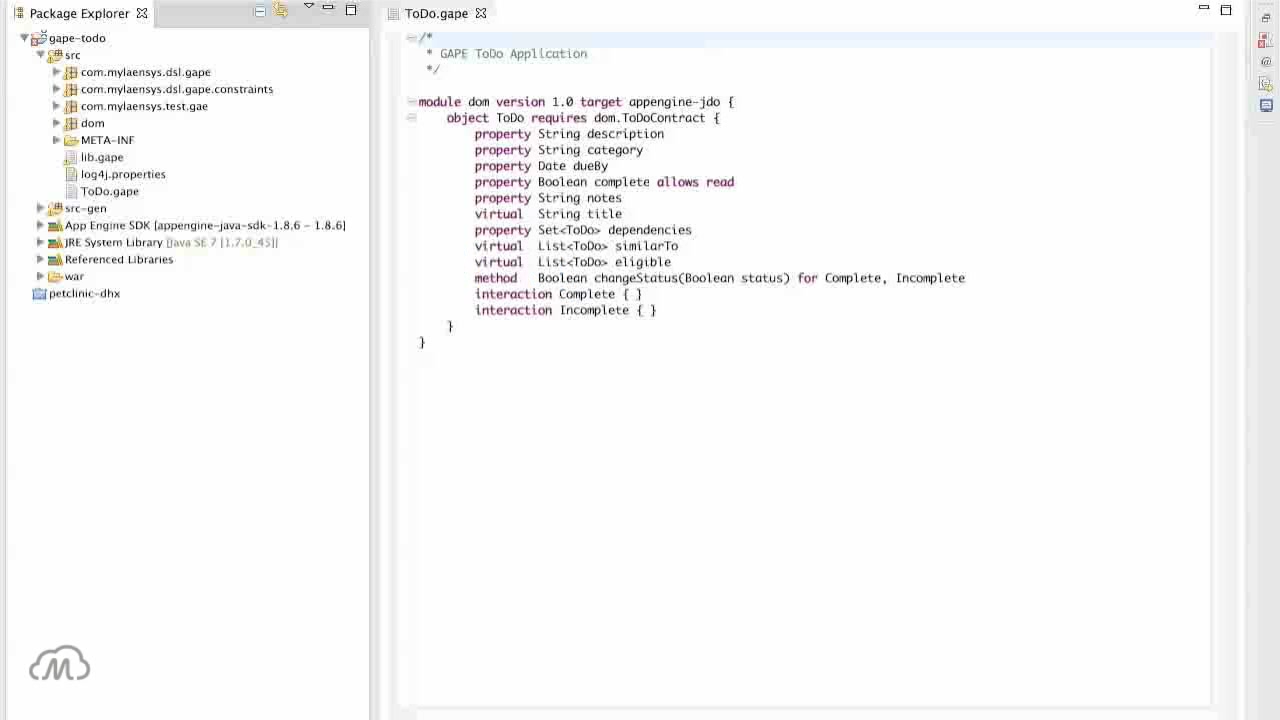 Package Explorer
gape-todo
src
com.mylaensys.dsl.gape
com.mylaensys.dsl.gape.constraints
com.mylaensys.test.gae
dom
META-INF
lib.gape
log4j.properties
ToDo.gape
src-gen
App Engine SDK [appengine-java-sdk-1.8.6 - 1.8.6]
JRE System Library [Java SE 7 [1.7.0_45]]
Referenced Libraries
war
petclinic-dhx
M
ToDo.gape
/*
* GAPE ToDo Application
*/
module dom version 1.0 target appengine-jdo {
object ToDo requires dom.ToDoContract {
property String description
property String category
property Date dueBy
property Boolean complete allows read
property String notes
virtual String title
property Set<ToDo> dependencies
virtual List<ToDo> similarTo
virtual List<ToDo> eligible
method Boolean changeStatus(Boolean status) for Complete, Incomplete
interaction Complete { }
interaction Incomplete { }
}
}